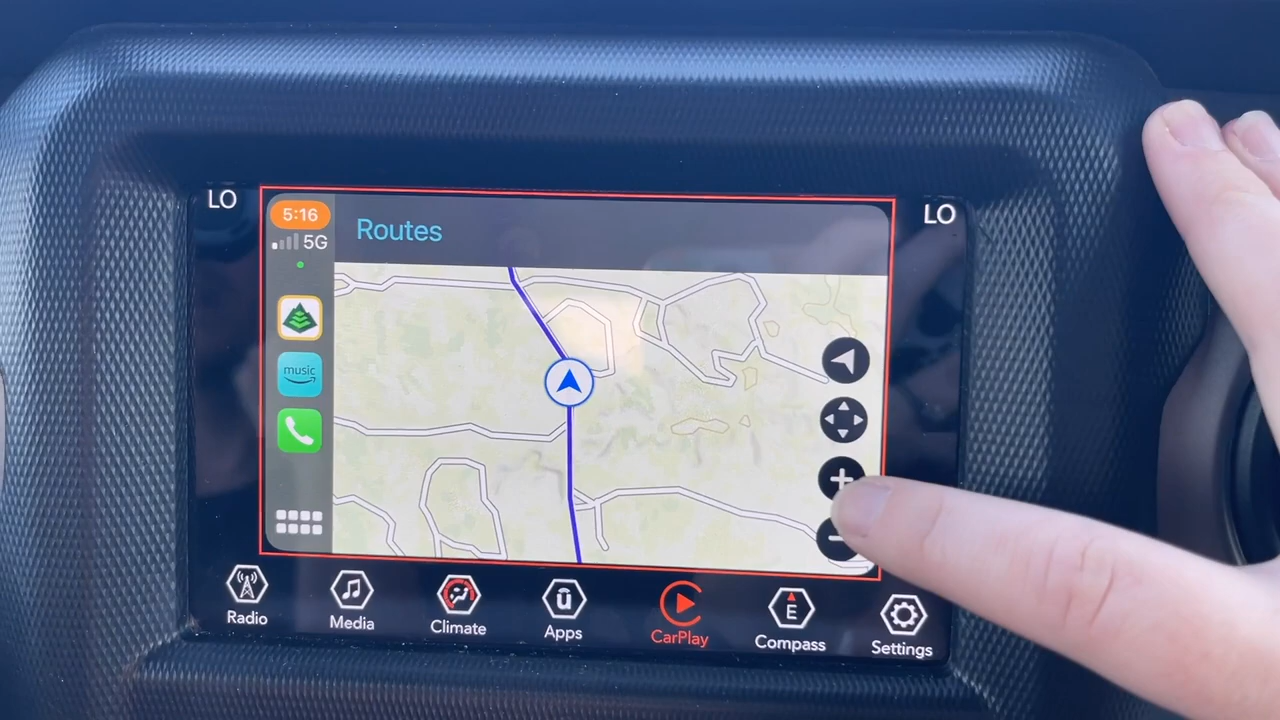 LO
LO
5:16
5G
Routes
music
+
-
Radio
Media
Climate
û
Apps
CarPlay
E
Compass
Settings